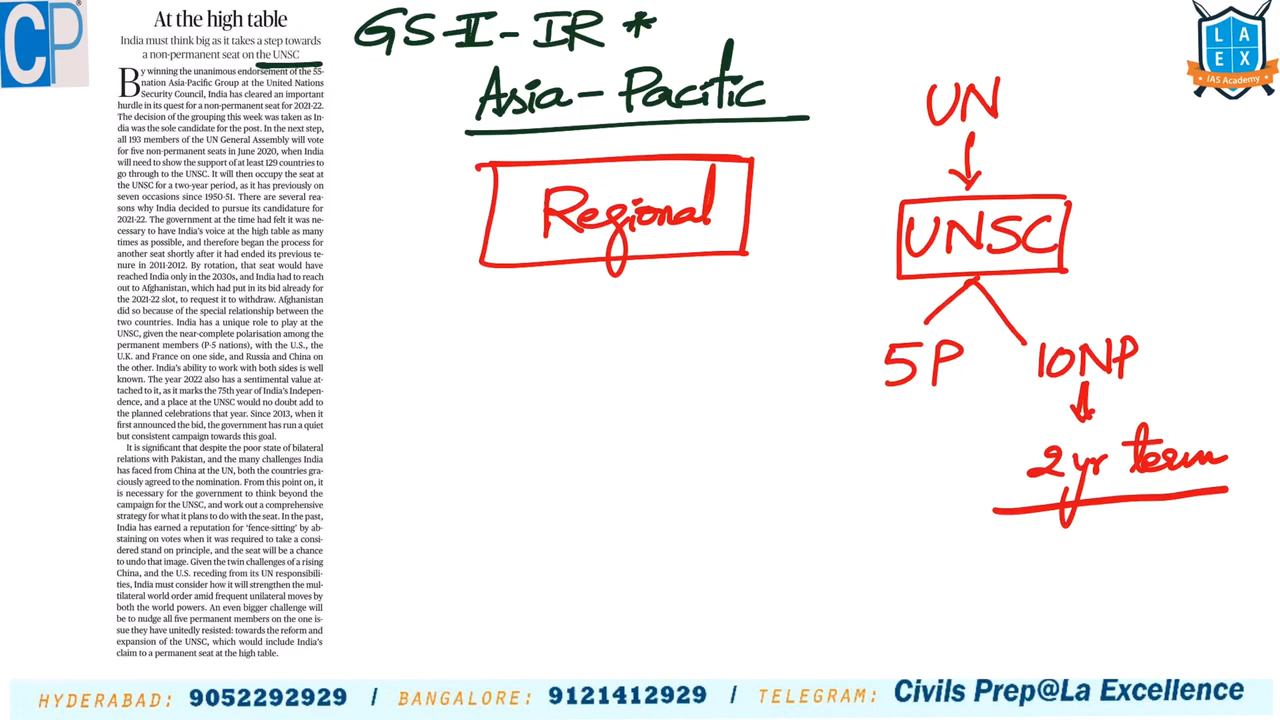 CP
At the high table
India must think big as it takes a step towards
a non-permanent seat on the UNSC
By winning the unanimous endorsement of the 55-
nation Asia-Pacific Group at the United Nations
Security Council, India has cleared an important
hurdle in its quest for a non-permanent seat for 2021-22.
The decision of the grouping this week was taken as In-
dia was the sole candidate for the post. In the next step,
all 193 members of the UN General Assembly will vote
for five non-permanent seats in June 2020, when India
will need to show the support of at least 129 countries to
go through to the UNSC. It will then occupy the seat at
the UNSC for a two-year period, as it has previously on
seven occasions since 1950-51. There are several rea-
sons why India decided to pursue its candidature for
2021-22. The government at the time had felt it was ne-
cessary to have India's voice at the high table as many
times as possible, and therefore began the process for
another seat shortly after it had ended its previous te-
nure in 2011-2012. By rotation, that seat would have
reached India only in the 2030s, and India had to reach
out to Afghanistan, which had put in its bid already for
the 2021-22 slot, to request it to withdraw. Afghanistan
did so because of the special relationship between the
two countries. India has a unique role to play at the
UNSC, given the near-complete polarisation among the
permanent members (P-5 nations), with the U.S., the
U.K. and France on one side, and Russia and China on
the other. India's ability to work with both sides is well
known. The year 2022 also has a sentimental value at-
tached to it, as it marks the 75th year of India's Indepen-
dence, and a place at the UNSC would no doubt add to
the planned celebrations that year. Since 2013, when it
first announced the bid, the government has run a quiet
but consistent campaign towards this goal.
It is significant that despite the poor state of bilateral
relations with Pakistan, and the many challenges India
has faced from China at the UN, both the countries gra-
ciously agreed to the nomination. From this point on, it
is necessary for the government to think beyond the
campaign for the UNSC, and work out a comprehensive
strategy for what it plans to do with the seat. In the past,
India has earned a reputation for 'fence-sitting' by ab-
staining on votes when it was required to take a consi-
dered stand on principle, and the seat will be a chance
to undo that image. Given the twin challenges of a rising
China, and the U.S. receding from its UN responsibili-
ties, India must consider how it will strengthen the mul-
tilateral world order amid frequent unilateral moves by
both the world powers. An even bigger challenge will
be to nudge all five permanent members on the one is-
sue they have unitedly resisted: towards the reform and
expansion of the UNSC, which would include India's
claim to a permanent seat at the high table.
GS-II-IR *
Asia-Pacific
Regional
UN
UNSC
5P 10NP
2 yr term
LA
EX
IAS Academy
HYDERABAD: 9052292929 / BANGALORE: 9121412929 / TELEGRAM: Civils Prep@La Excellence